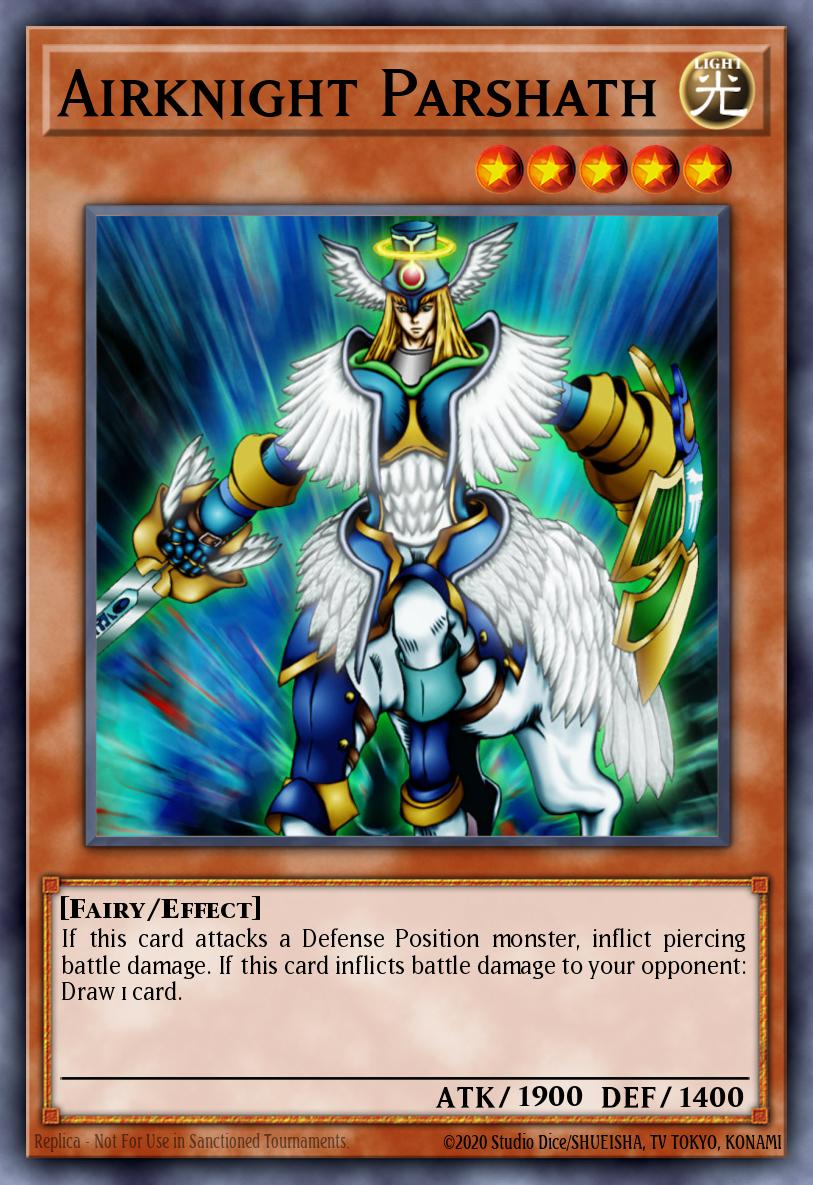 Airknight Parshath
LIGHT
光
[Fairy/Effect]
If this card attacks a Defense Position monster, inflict piercing
battle damage. If this card inflicts battle damage to your opponent:
Draw 1 card.
ATK/1900 DEF/1400
Replica - Not For Use in Sanctioned Tournaments.
©2020 Studio Dice/SHUEISHA, TV TOKYO, KONAMI